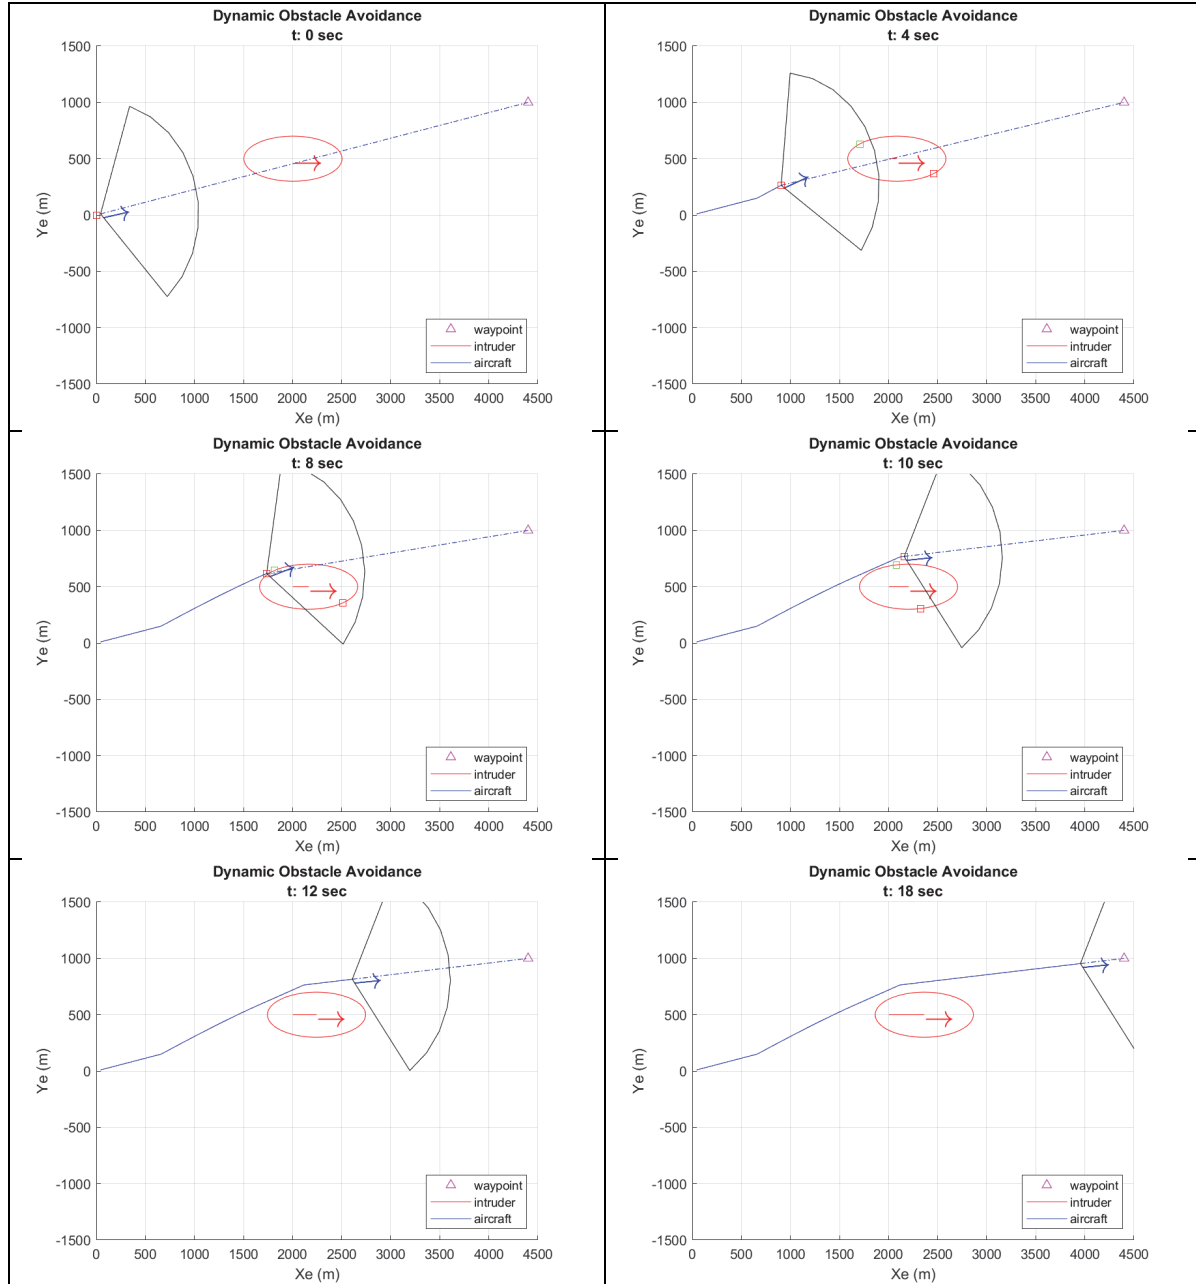 Dynamic Obstacle Avoidance
t: 0 sec
1500
1000
500
0
-500
-1000
-1500
Ye (m)
0 500 1000 1500 2000 2500 3000 3500 4000 4500
Xe (m)
waypoint
intruder
aircraft
Dynamic Obstacle Avoidance
t: 4 sec
1500
1000
500
0
-500
-1000
-1500
Ye (m)
0 500 1000 1500 2000 2500 3000 3500 4000 4500
Xe (m)
waypoint
intruder
aircraft
Dynamic Obstacle Avoidance
t: 8 sec
1500
1000
500
0
-500
-1000
-1500
Ye (m)
0 500 1000 1500 2000 2500 3000 3500 4000 4500
Xe (m)
waypoint
intruder
aircraft
Dynamic Obstacle Avoidance
t: 10 sec
1500
1000
500
0
-500
-1000
-1500
Ye (m)
0 500 1000 1500 2000 2500 3000 3500 4000 4500
Xe (m)
waypoint
intruder
aircraft
Dynamic Obstacle Avoidance
t: 12 sec
1500
1000
500
0
-500
-1000
-1500
Ye (m)
0 500 1000 1500 2000 2500 3000 3500 4000 4500
Xe (m)
waypoint
intruder
aircraft
Dynamic Obstacle Avoidance
t: 18 sec
1500
1000
500
0
-500
-1000
-1500
Ye (m)
0 500 1000 1500 2000 2500 3000 3500 4000 4500
Xe (m)
waypoint
intruder
aircraft